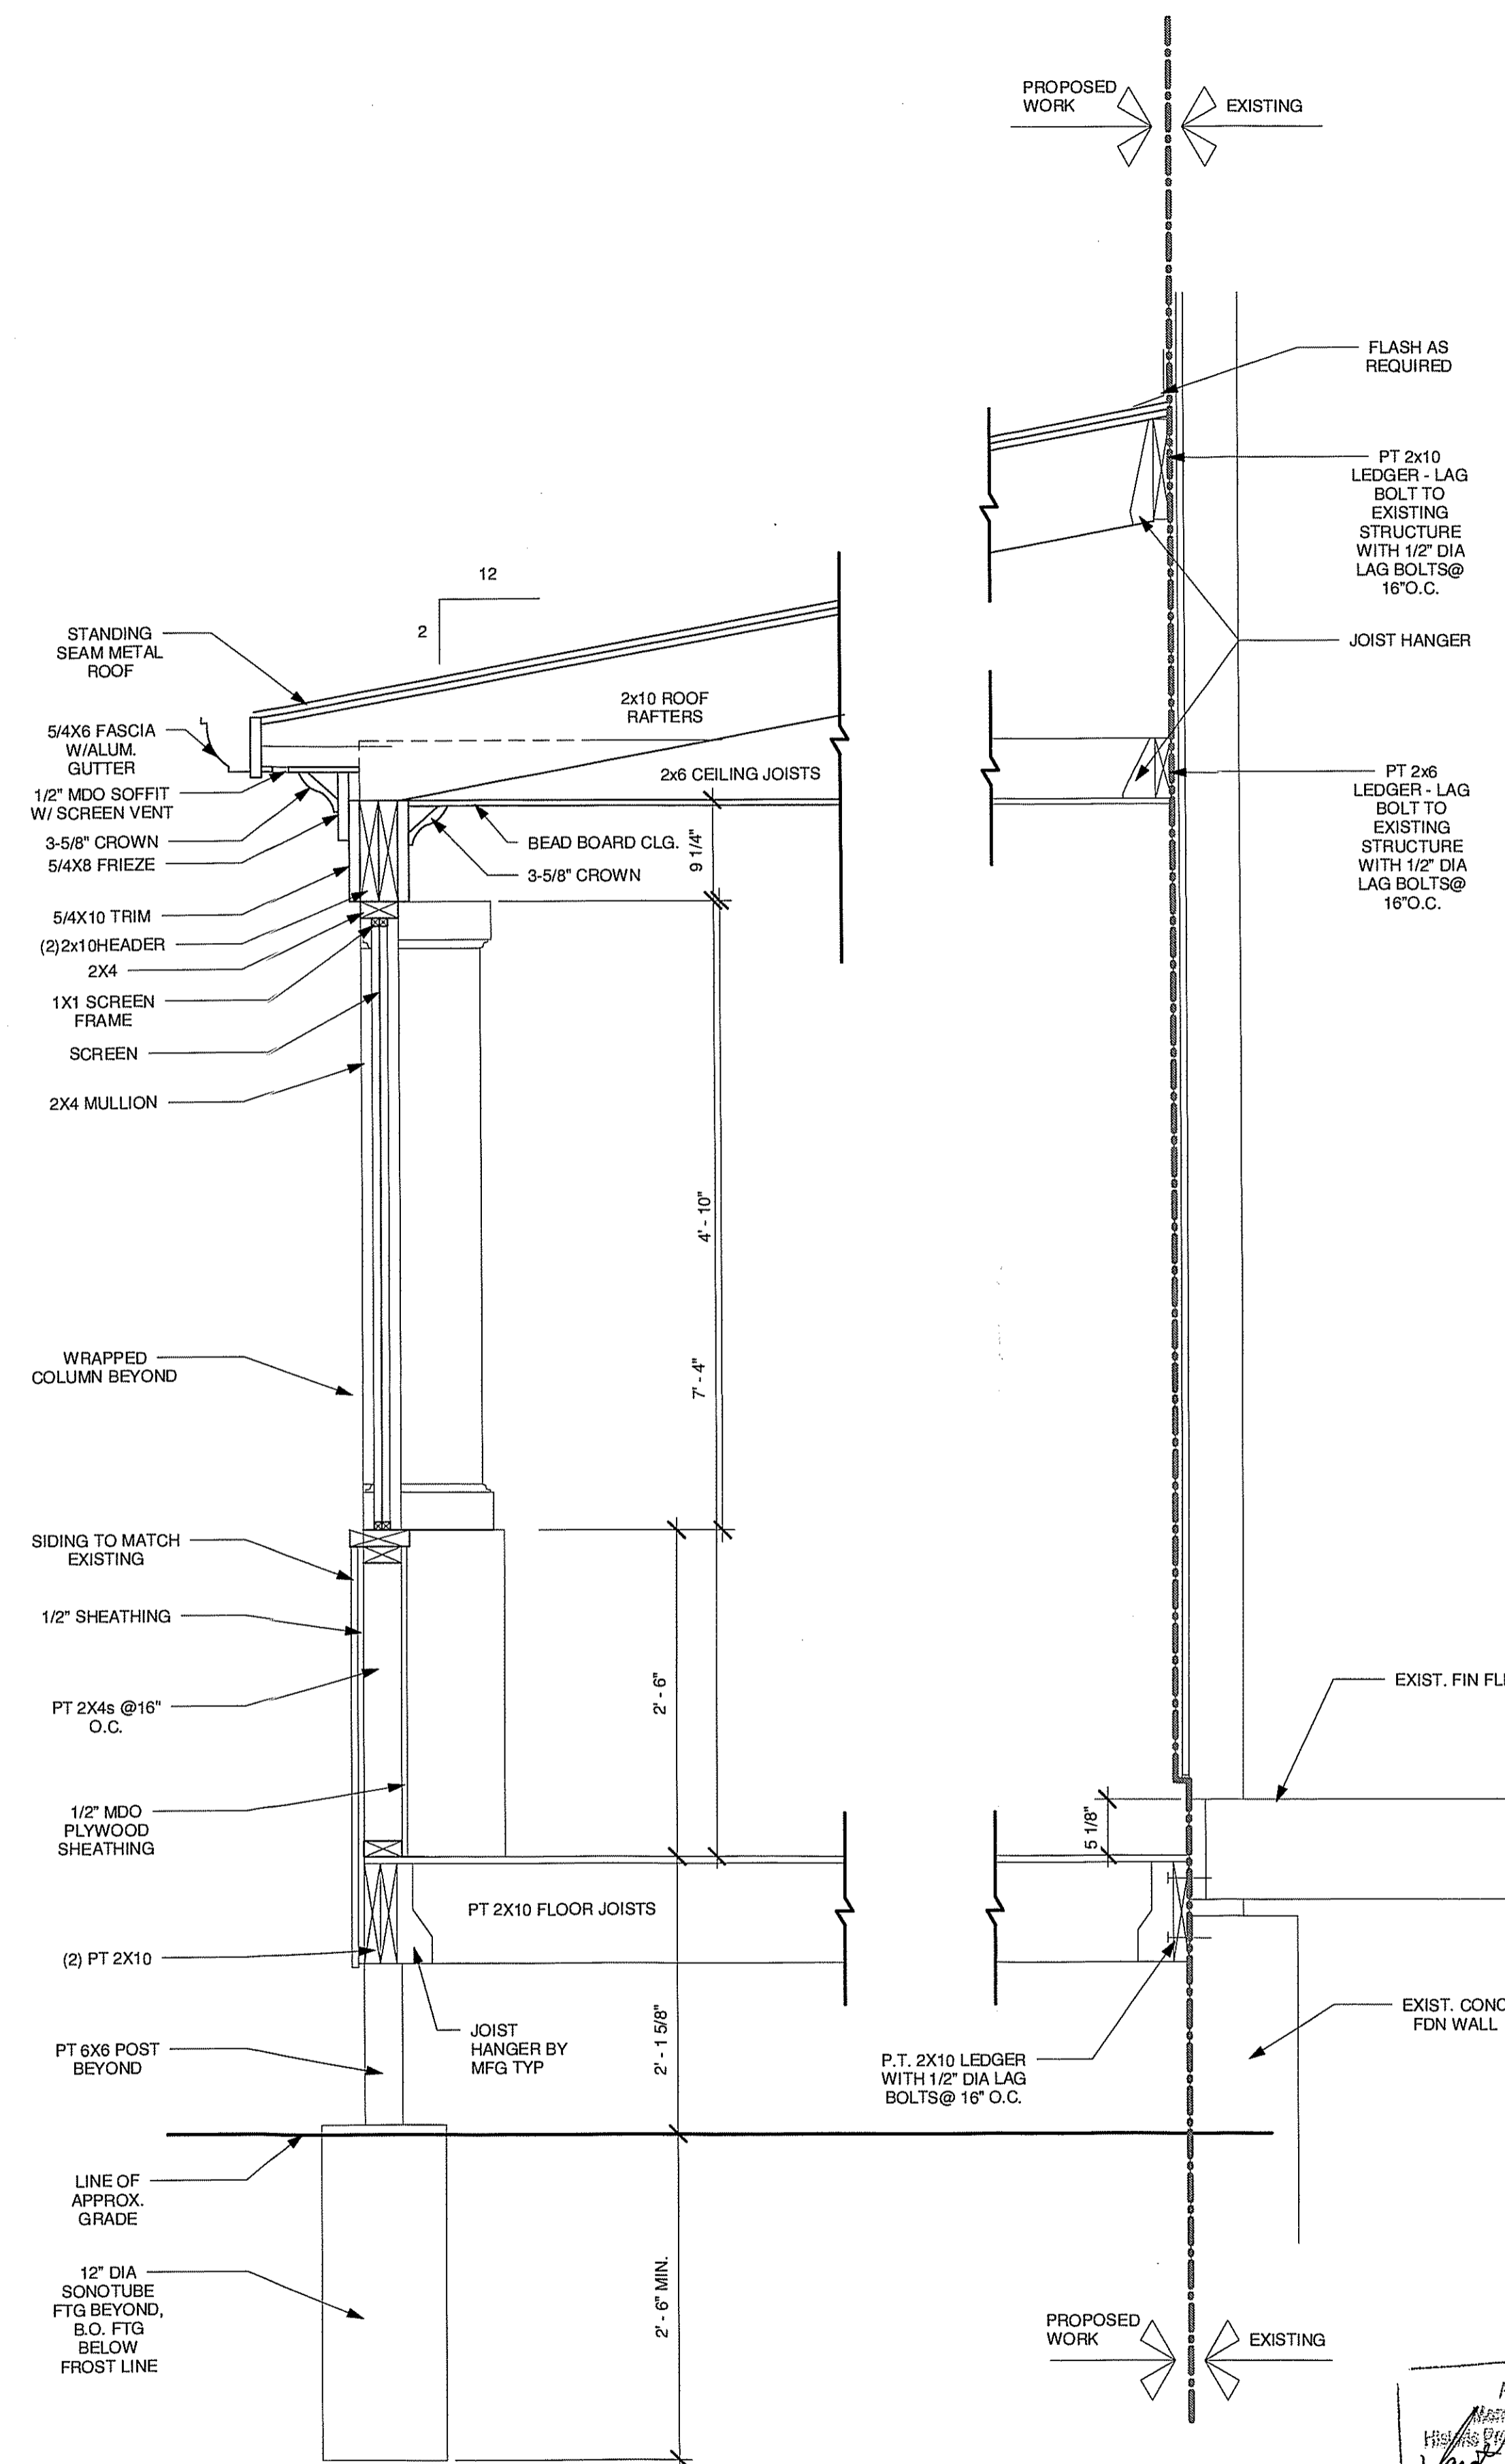 PROPOSED
WORK
EXISTING
FLASH AS
REQUIRED
PT 2x10
LEDGER - LAG
BOLT TO
EXISTING
STRUCTURE
WITH 1/2" DIA
LAG BOLTS@
16"O.C.
12
2
STANDING
SEAM METAL
ROOF
JOIST HANGER
2x10 ROOF
RAFTERS
5/4X6 FASCIA
W/ALUM.
GUTTER
2x6 CEILING JOISTS
PT 2x6
LEDGER - LAG
BOLT TO
EXISTING
STRUCTURE
WITH 1/2" DIA
LAG BOLTS@
16"O.C.
1/2" MDO SOFFIT
W/ SCREEN VENT
3-5/8" CROWN
5/4X8 FRIEZE
BEAD BOARD CLG.
3-5/8" CROWN
9 1/4"
5/4X10 TRIM
(2)2x10HEADER
2X4
1X1 SCREEN
FRAME
SCREEN
2X4 MULLION
4' - 10"
7' - 4"
WRAPPED
COLUMN BEYOND
SIDING TO MATCH
EXISTING
1/2" SHEATHING
PT 2X4s @16"
O.C.
2' - 6"
EXIST. FIN FL
1/2" MDO
PLYWOOD
SHEATHING
5 1/8"
PT 2X10 FLOOR JOISTS
(2) PT 2X10
JOIST
HANGER BY
MFG TYP
2' - 1 5/8"
PT 6X6 POST
BEYOND
P.T. 2X10 LEDGER
WITH 1/2" DIA LAG
BOLTS@ 16" O.C.
EXIST. CONC
FDN WALL
LINE OF
APPROX.
GRADE
12" DIA
SONOTUBE
FTG BEYOND,
B.O. FTG
BELOW
FROST LINE
2' - 6" MIN.
PROPOSED
WORK
EXISTING